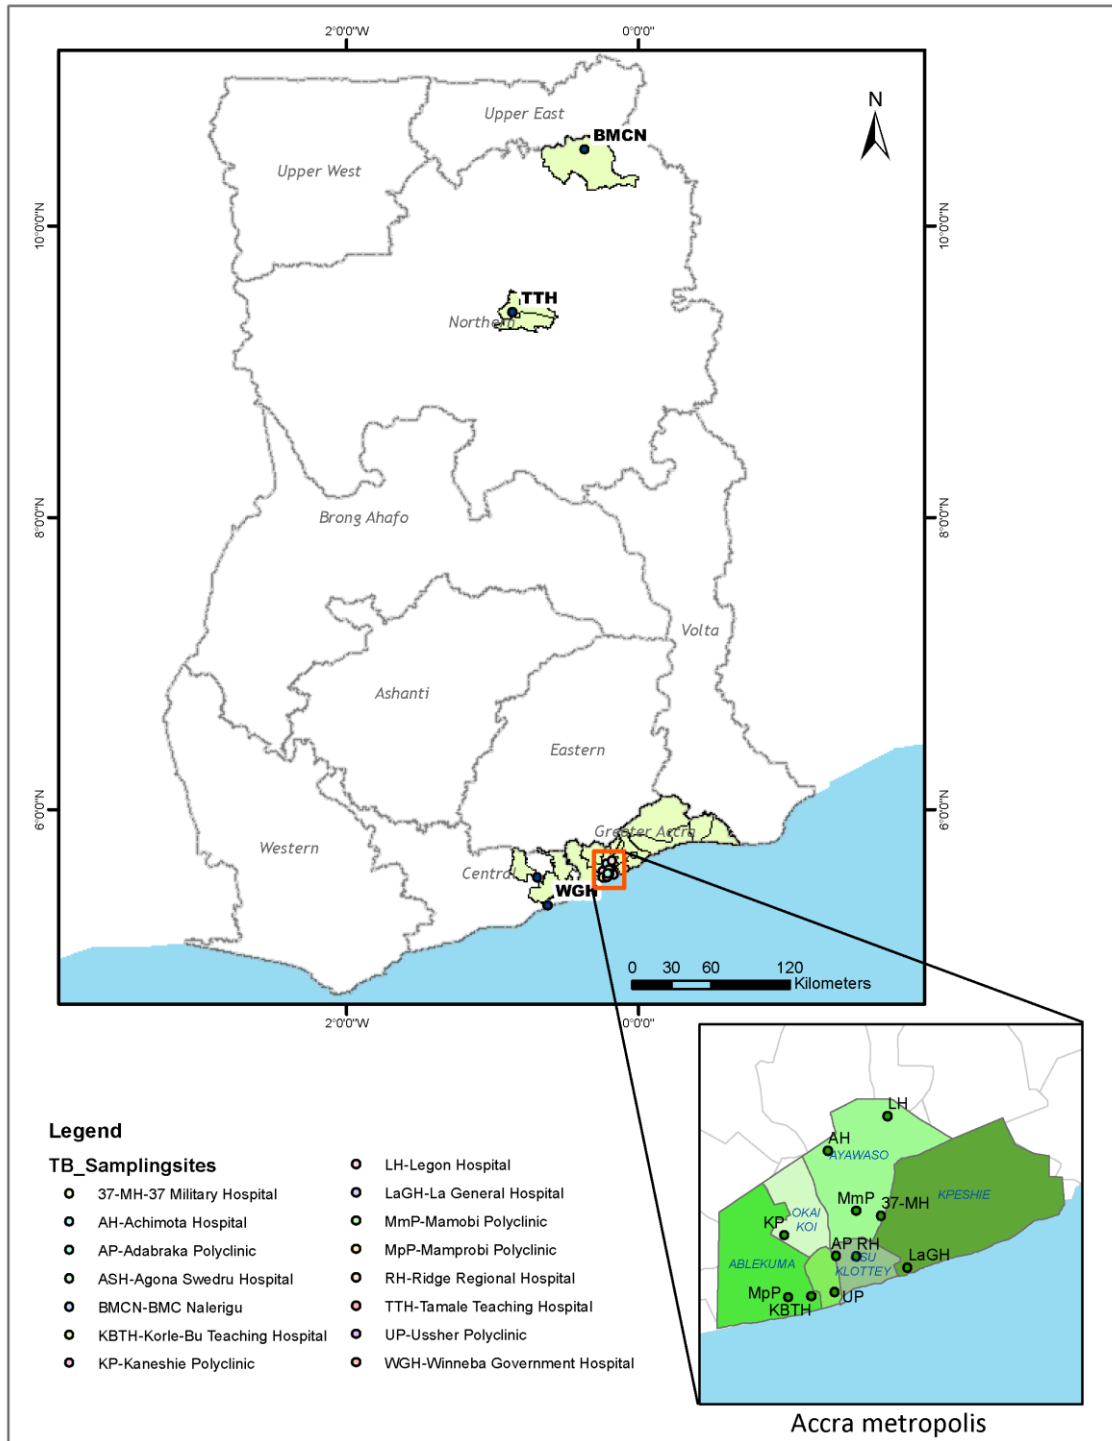 2°0'0"W 0°0'0"
N
Upper East
BMCN
Upper West
10°0'0"N 10°0'0"N
TTH
Northern
8°0'0"N 8°0'0"N
Brong Ahafo
Volta
Ashanti
Eastern
6°0'0"N 6°0'0"N
Greater Accra
Western
Central
WGH
0 30 60 120
Kilometers
2°0'0"W 0°0'0"
LH
AH
AYAWASO
MmP 37-MH
KPESHIE
OKAI
KOI
KP
AP RH
SU
KLOTTEY
LaGH
ABLEKUMA
MpP
KBTH
UP
Accra metropolis
Legend
TB_Samplingsites
37-MH-37 Military Hospital
AH-Achimota Hospital
AP-Adabraka Polyclinic
ASH-Agona Swedru Hospital
BMCN-BMC Nalerigu
KBTH-Korle-Bu Teaching Hospital
KP-Kaneshie Polyclinic
LH-Legon Hospital
LaGH-La General Hospital
MmP-Mamobi Polyclinic
MpP-Mamprobi Polyclinic
RH-Ridge Regional Hospital
TTH-Tamale Teaching Hospital
UP-Ussher Polyclinic
WGH-Winneba Government Hospital